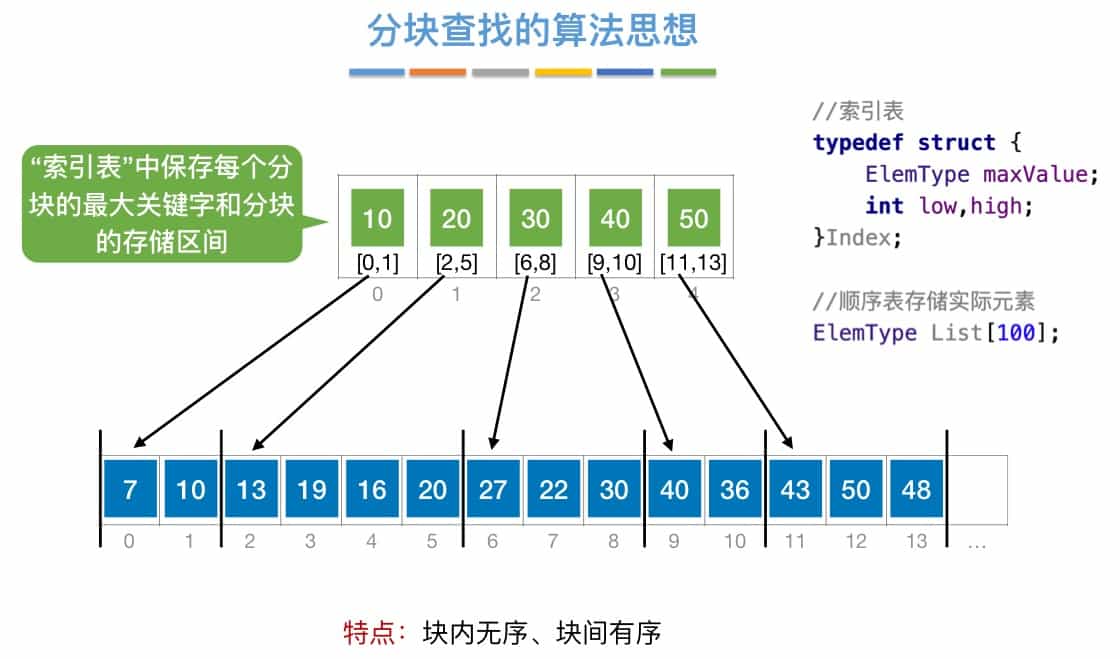 分块查找的算法思想
“索引表”中保存每个分
块的最大关键字和分块
的存储区间
//索引表
typedef struct {
ElemType maxValue;
int low,high;
}Index;
//顺序表存储实际元素
ElemType List[100];
10 20 30 40 50
[0,1] [2,5] [6,8] [9,10] [11,13]
0 1 2 3 4
7 10 13 19 16 20 27 22 30 40 36 43 50 48
0 1 2 3 4 5 6 7 8 9 10 11 12 13 ...
特点：块内无序、块间有序